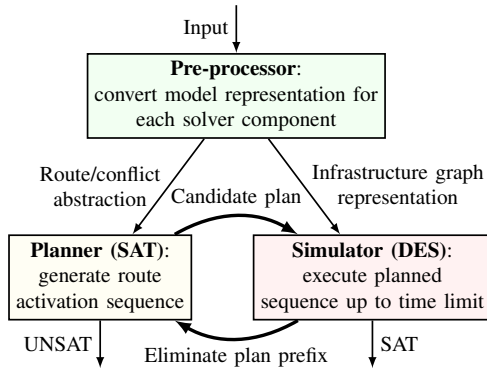 Input
Pre-processor:
convert model representation for
each solver component
Route/conflict
abstraction
Infrastructure graph
representation
Candidate plan
Planner (SAT):
generate route
activation sequence
Simulator (DES):
execute planned
sequence up to time limit
UNSAT
Eliminate plan prefix
SAT